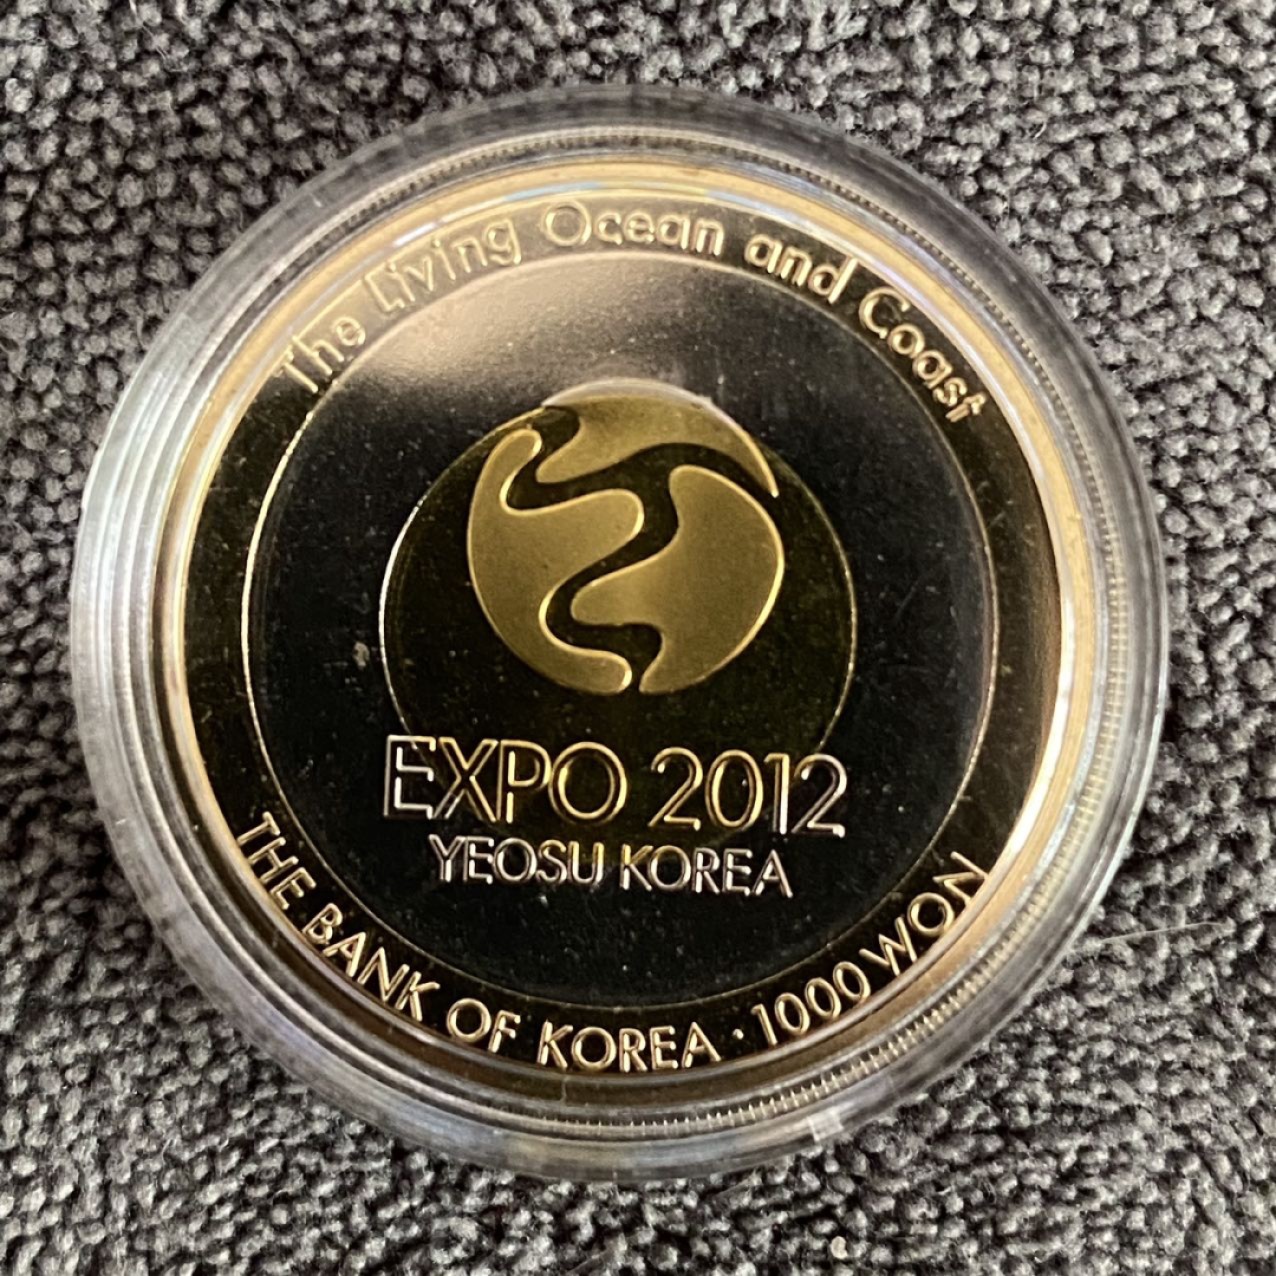 The Living Ocean and Coast
EXPO 2012
YEOSU KOREA
THE BANK OF KOREA · 1000 WON